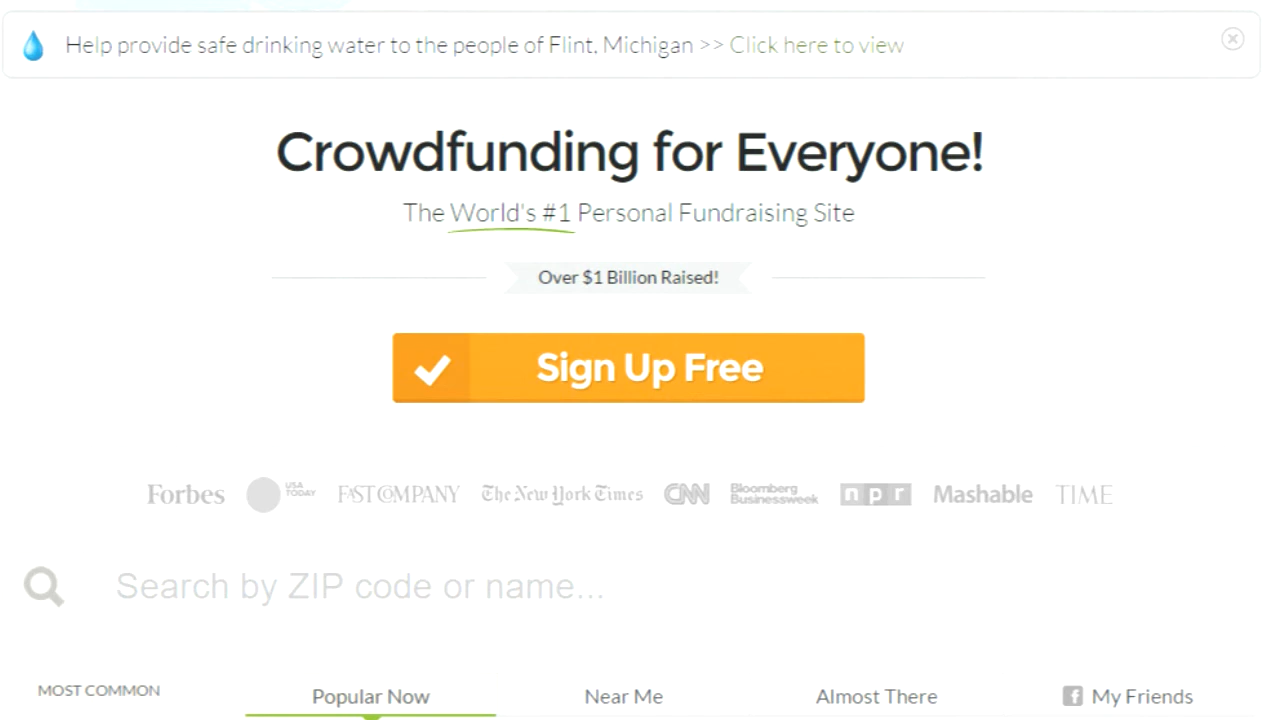 Help provide safe drinking water to the people of Flint, Michigan >> Click here to view
Crowdfunding for Everyone!
The World's #1 Personal Fundraising Site
Over $1 Billion Raised!
Sign Up Free
Forbes USA TODAY FAST COMPANY The New York Times CNN Bloomberg Businessweek npr Mashable TIME
Search by ZIP code or name...
MOST COMMON Popular Now Near Me Almost There f My Friends